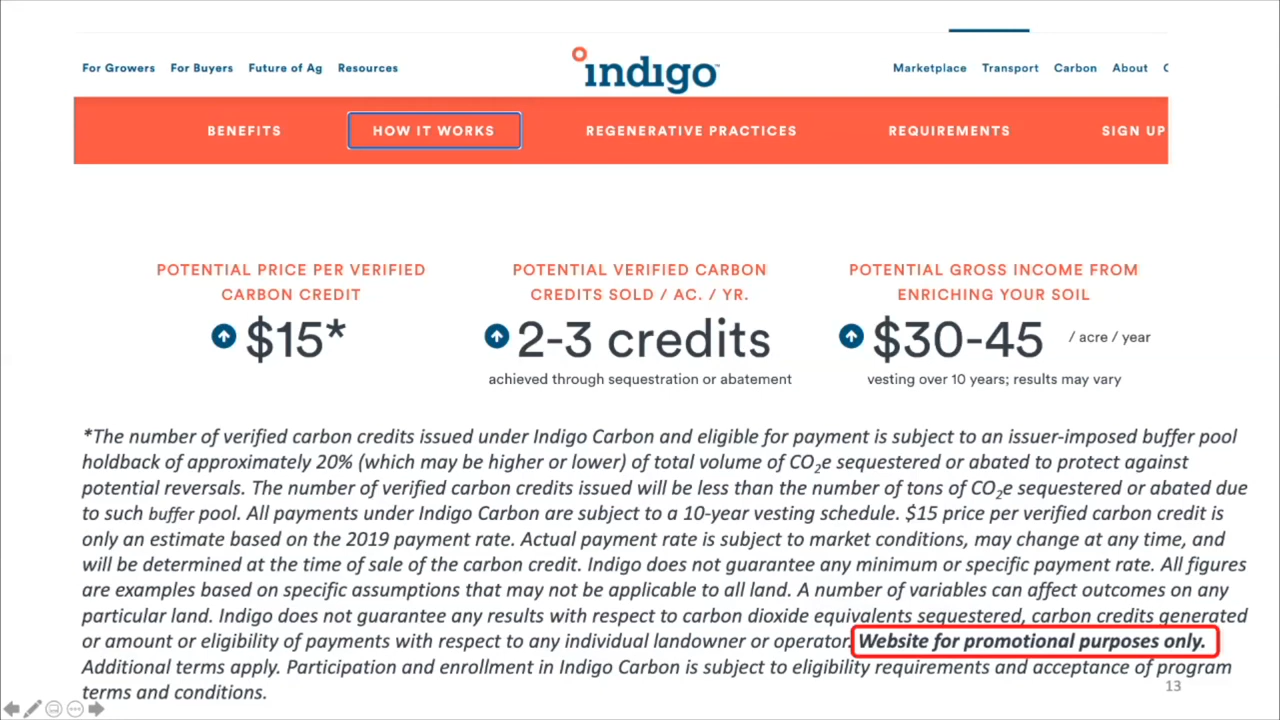 For Growers For Buyers Future of Ag Resources indigo™ Marketplace Transport Carbon About
BENEFITS HOW IT WORKS REGENERATIVE PRACTICES REQUIREMENTS SIGN UP
POTENTIAL PRICE PER VERIFIED
CARBON CREDIT
$15*
POTENTIAL VERIFIED CARBON
CREDITS SOLD / AC. / YR.
2-3 credits
achieved through sequestration or abatement
POTENTIAL GROSS INCOME FROM
ENRICHING YOUR SOIL
$30-45 / acre / year
vesting over 10 years; results may vary
*The number of verified carbon credits issued under Indigo Carbon and eligible for payment is subject to an issuer-imposed buffer pool
holdback of approximately 20% (which may be higher or lower) of total volume of CO₂e sequestered or abated to protect against
potential reversals. The number of verified carbon credits issued will be less than the number of tons of CO₂e sequestered or abated due
to such buffer pool. All payments under Indigo Carbon are subject to a 10-year vesting schedule. $15 price per verified carbon credit is
only an estimate based on the 2019 payment rate. Actual payment rate is subject to market conditions, may change at any time, and
will be determined at the time of sale of the carbon credit. Indigo does not guarantee any minimum or specific payment rate. All figures
are examples based on specific assumptions that may not be applicable to all land. A number of variables can affect outcomes on any
particular land. Indigo does not guarantee any results with respect to carbon dioxide equivalents sequestered, carbon credits generated
or amount or eligibility of payments with respect to any individual landowner or operator. Website for promotional purposes only.
Additional terms apply. Participation and enrollment in Indigo Carbon is subject to eligibility requirements and acceptance of program
terms and conditions.
13